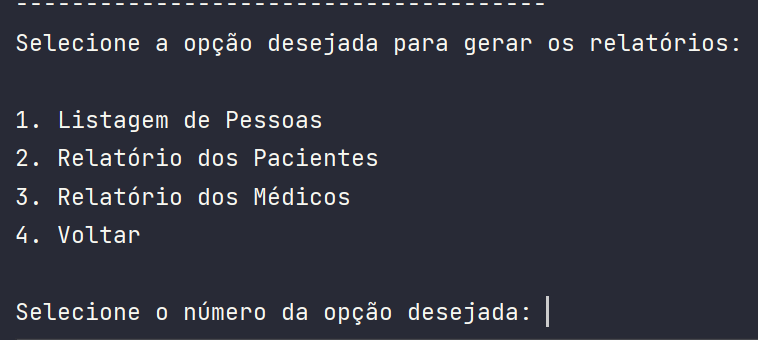 ---------------------------------------
Selecione a opção desejada para gerar os relatórios:
1. Listagem de Pessoas
2. Relatório dos Pacientes
3. Relatório dos Médicos
4. Voltar
Selecione o número da opção desejada: